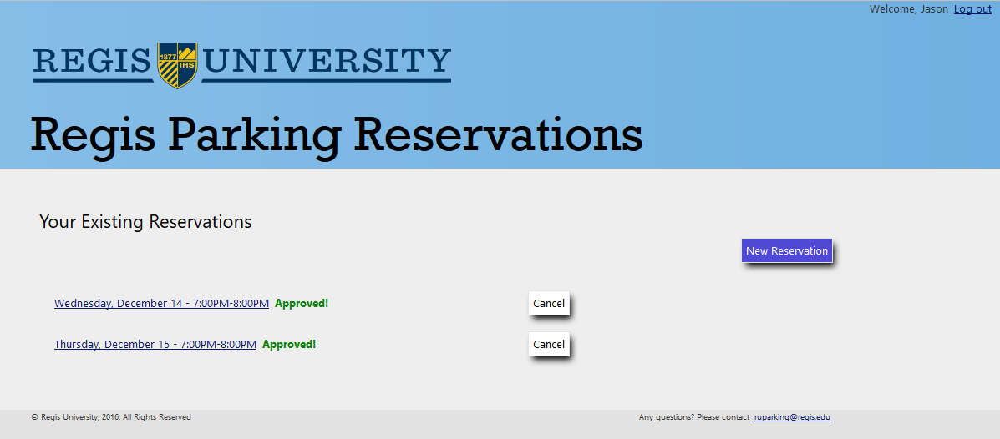 Welcome, Jason Log out
REGIS 1877 IHS UNIVERSITY
Regis Parking Reservations
Your Existing Reservations
New Reservation
Wednesday, December 14 - 7:00PM-8:00PM Approved! Cancel
Thursday, December 15 - 7:00PM-8:00PM Approved! Cancel
© Regis University, 2016. All Rights Reserved Any questions? Please contact ruparking@regis.edu